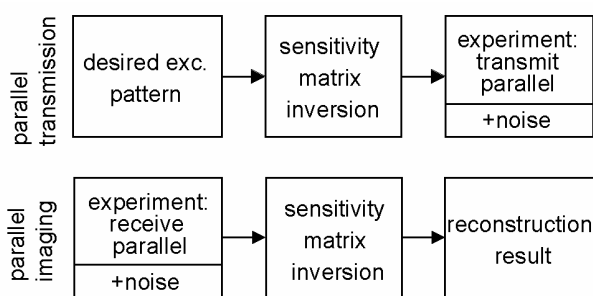 parallel
transmission
desired exc.
pattern
sensitivity
matrix
inversion
experiment:
transmit
parallel
+noise
parallel
imaging
experiment:
receive
parallel
+noise
sensitivity
matrix
inversion
reconstruction
result